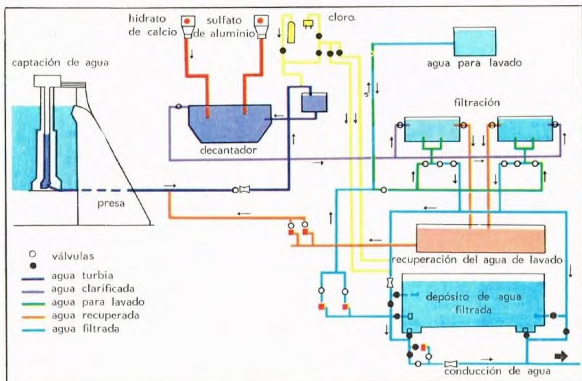 hidrato
de calcio
sulfato
de aluminio
cloro.
captación de agua
agua para lavado
filtración
decantador
presa
recuperación del agua de lavado
válvulas
agua turbia
agua clarificada
agua para lavado
agua recuperada
agua filtrada
depósito de agua
filtrada
conducción de agua